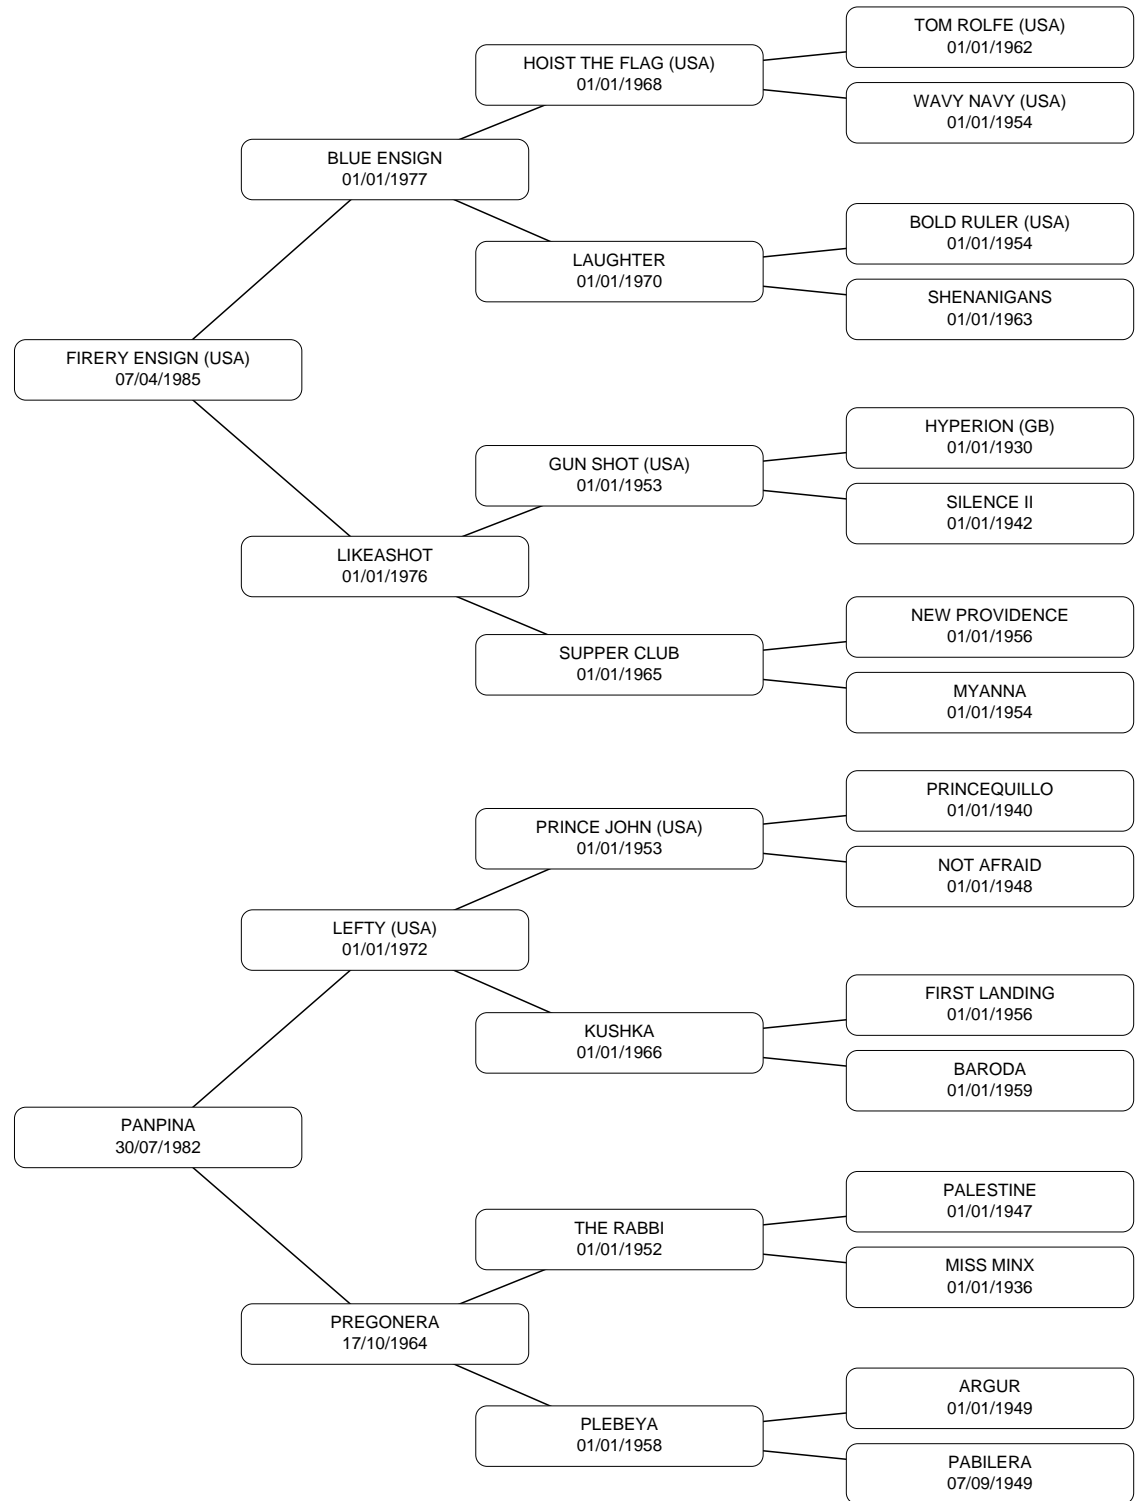 TOM ROLFE (USA)
01/01/1962
HOIST THE FLAG (USA)
01/01/1968
WAVY NAVY (USA)
01/01/1954
BLUE ENSIGN
01/01/1977
BOLD RULER (USA)
01/01/1954
LAUGHTER
01/01/1970
SHENANIGANS
01/01/1963
FIRERY ENSIGN (USA)
07/04/1985
HYPERION (GB)
01/01/1930
GUN SHOT (USA)
01/01/1953
SILENCE II
01/01/1942
LIKEASHOT
01/01/1976
NEW PROVIDENCE
01/01/1956
SUPPER CLUB
01/01/1965
MYANNA
01/01/1954
PRINCEQUILLO
01/01/1940
PRINCE JOHN (USA)
01/01/1953
NOT AFRAID
01/01/1948
LEFTY (USA)
01/01/1972
FIRST LANDING
01/01/1956
KUSHKA
01/01/1966
BARODA
01/01/1959
PANPINA
30/07/1982
PALESTINE
01/01/1947
THE RABBI
01/01/1952
MISS MINX
01/01/1936
PREGONERA
17/10/1964
ARGUR
01/01/1949
PLEBEYA
01/01/1958
PABILERA
07/09/1949